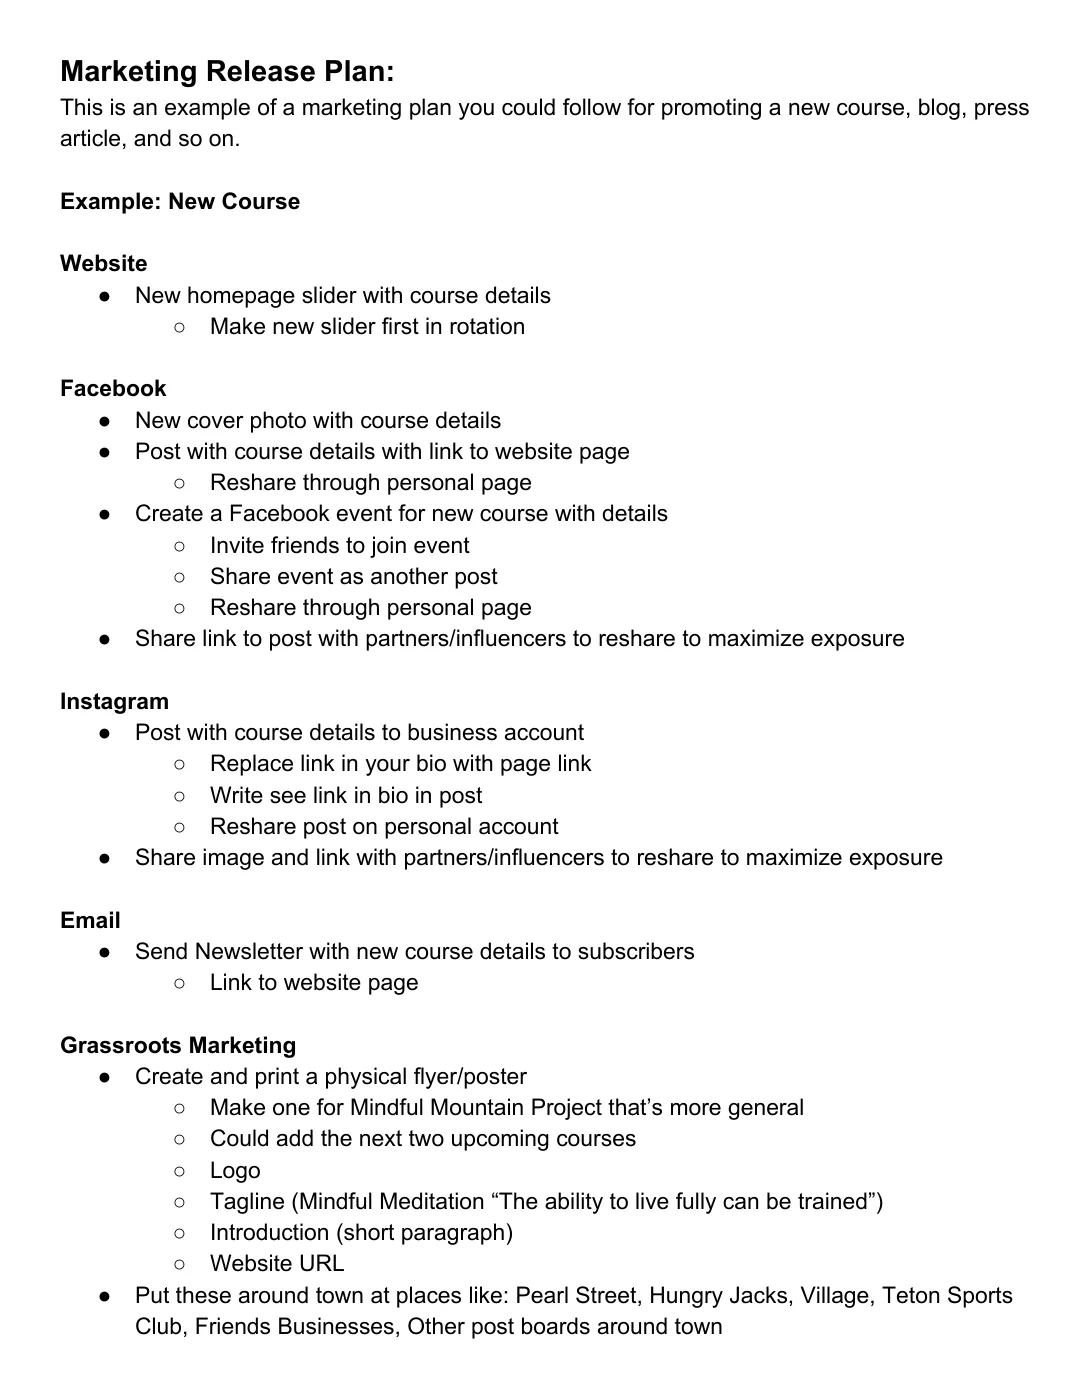 Marketing Release Plan:
This is an example of a marketing plan you could follow for promoting a new course, blog, press
article, and so on.
Example: New Course
Website
● New homepage slider with course details
○ Make new slider first in rotation
Facebook
● New cover photo with course details
● Post with course details with link to website page
○ Reshare through personal page
● Create a Facebook event for new course with details
○ Invite friends to join event
○ Share event as another post
○ Reshare through personal page
● Share link to post with partners/influencers to reshare to maximize exposure
Instagram
● Post with course details to business account
○ Replace link in your bio with page link
○ Write see link in bio in post
○ Reshare post on personal account
● Share image and link with partners/influencers to reshare to maximize exposure
Email
● Send Newsletter with new course details to subscribers
○ Link to website page
Grassroots Marketing
● Create and print a physical flyer/poster
○ Make one for Mindful Mountain Project that’s more general
○ Could add the next two upcoming courses
○ Logo
○ Tagline (Mindful Meditation “The ability to live fully can be trained”)
○ Introduction (short paragraph)
○ Website URL
● Put these around town at places like: Pearl Street, Hungry Jacks, Village, Teton Sports
Club, Friends Businesses, Other post boards around town